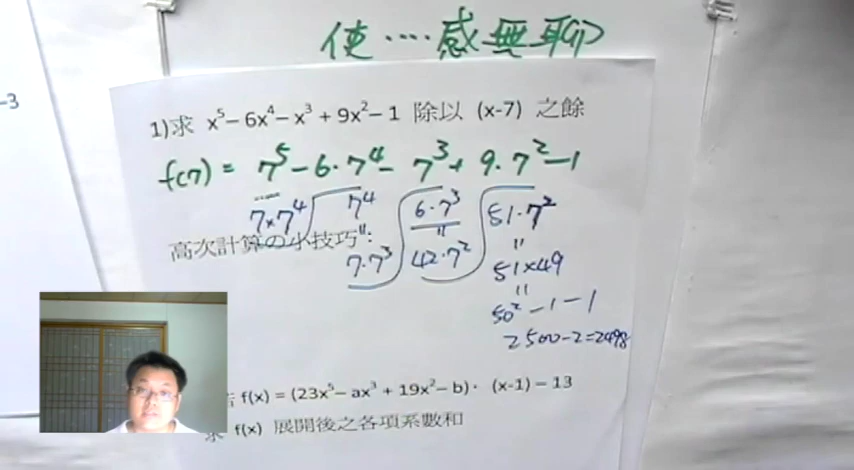 使····感無聊
-3
1)求 x⁵-6x⁴-x³+9x²-1 除以 (x-7) 之餘
f(7) = 7⁵-6·7⁴-7³+9·7²-1
7×7⁴ 7⁴ 6·7³ 51·7²
高次計算の小技巧:
7·7³ 42·7² 51×49
50²-1-1
2500-2=2498
f(x) = (23x⁵-ax³+19x²-b)· (x-1)-13
求 f(x) 展開後之各項系數和